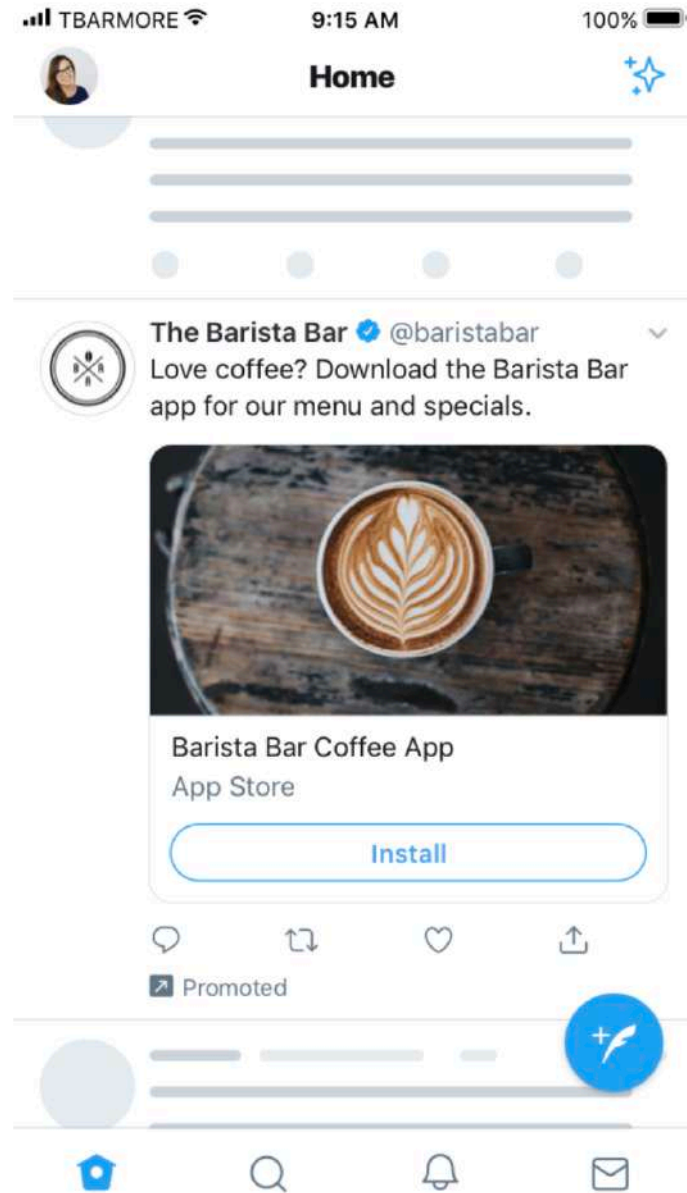 TBARMORE 9:15 AM 100%
Home
The Barista Bar @baristabar
Love coffee? Download the Barista Bar
app for our menu and specials.
Barista Bar Coffee App
App Store
Install
Promoted